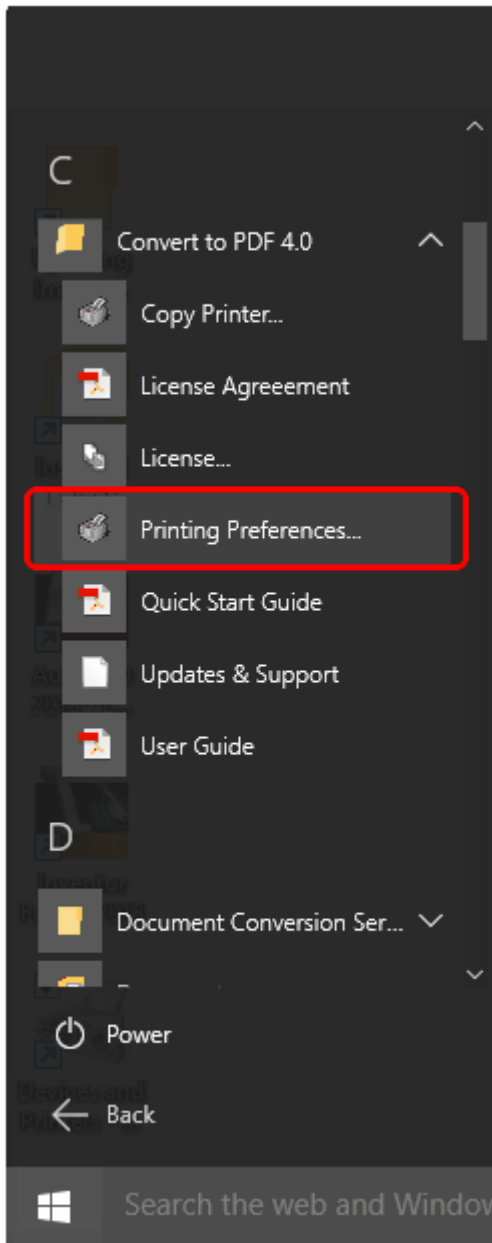 C
Convert to PDF 4.0
Copy Printer...
License Agreeement
License...
Printing Preferences...
Quick Start Guide
Updates & Support
User Guide
D
Document Conversion Ser...
Power
Back
Search the web and Window